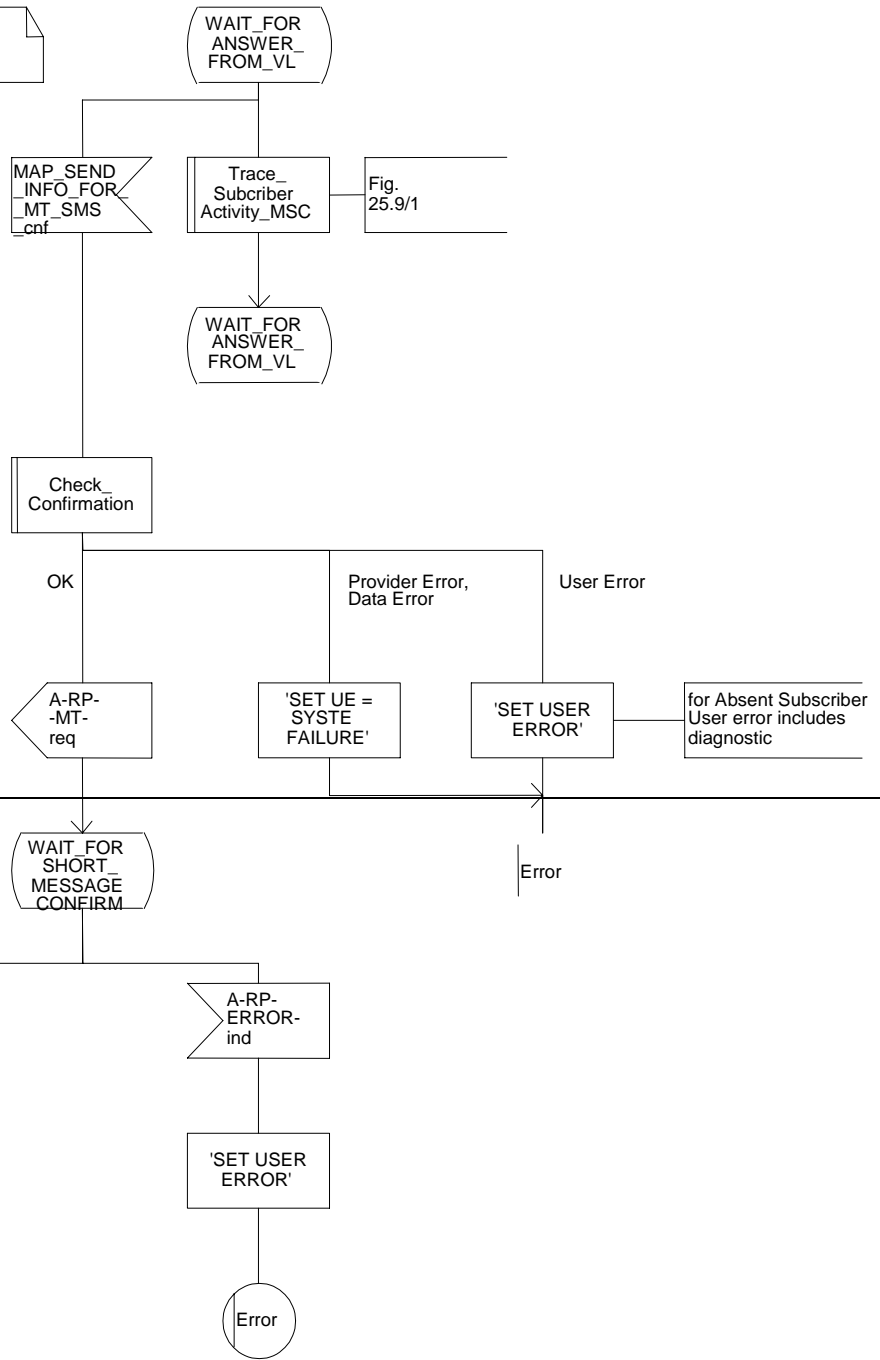 WAIT_FOR
ANSWER_
FROM_VL
MAP_SEND
_INFO_FOR_
_MT_SMS
_cnf
Trace_
Subcriber
Activity_MSC
Fig.
25.9/1
WAIT_FOR
ANSWER_
FROM_VL
Check_
Confirmation
OK
Provider Error,
Data Error
User Error
A-RP-
-MT-
req
'SET UE =
SYSTE
FAILURE'
'SET USER
ERROR'
for Absent Subscriber
User error includes
diagnostic
WAIT_FOR
SHORT_
MESSAGE
CONFIRM
Error
A-RP-
ERROR-
ind
'SET USER
ERROR'
Error